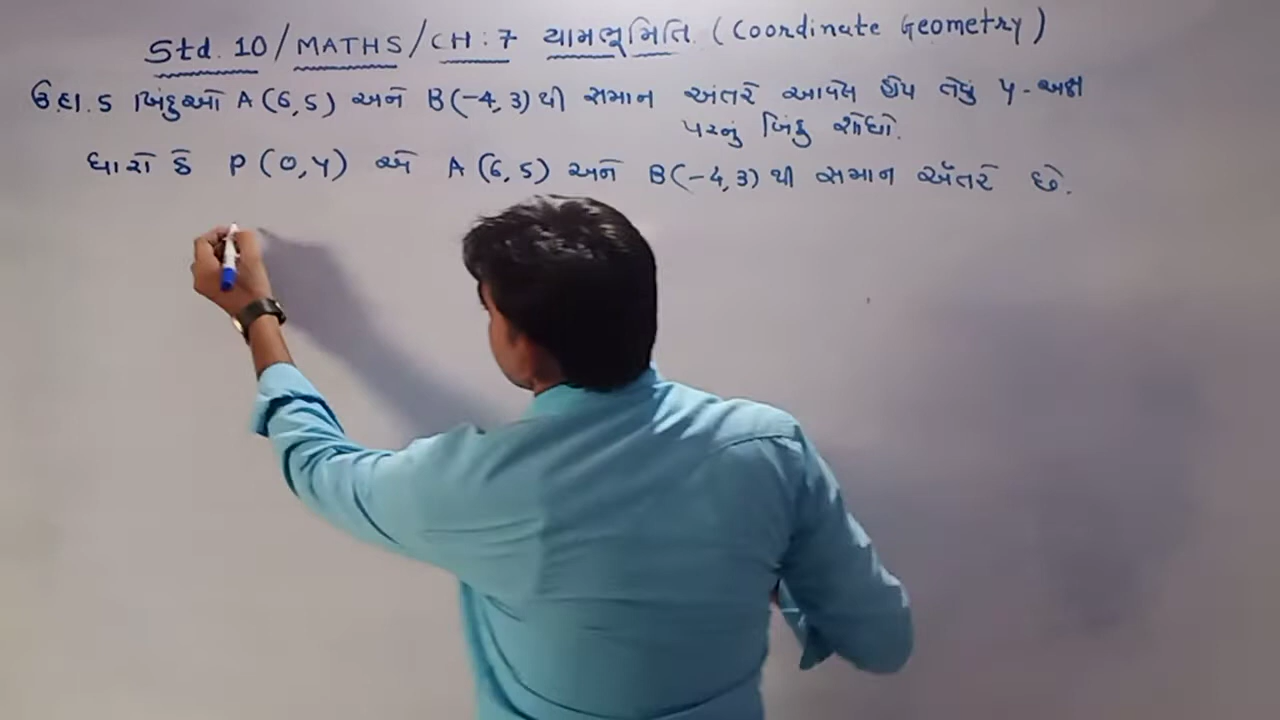 Std. 10/MATHS/CH:7 યામભૂમિતિ. (Coordinate Geometry)
ઉદા. 5 બિંદુઓ A(6,5) અને B(-4,3) થી સમાન અંતરે આવેલ હોય તેવું y-અક્ષ
પરનું બિંદુ શોધો.
ધારો કે P(0,y) એ A(6,5) અને B(-4,3) થી સમાન અંતરે છે.